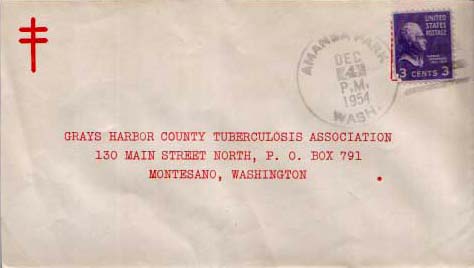 AMANDA PARK
DEC
4
P.M.
1954
WASH.
UNITED
STATES
POSTAGE
3 CENTS 3
GRAYS HARBOR COUNTY TUBERCULOSIS ASSOCIATION
130 MAIN STREET NORTH, P. O. BOX 791
MONTESANO, WASHINGTON